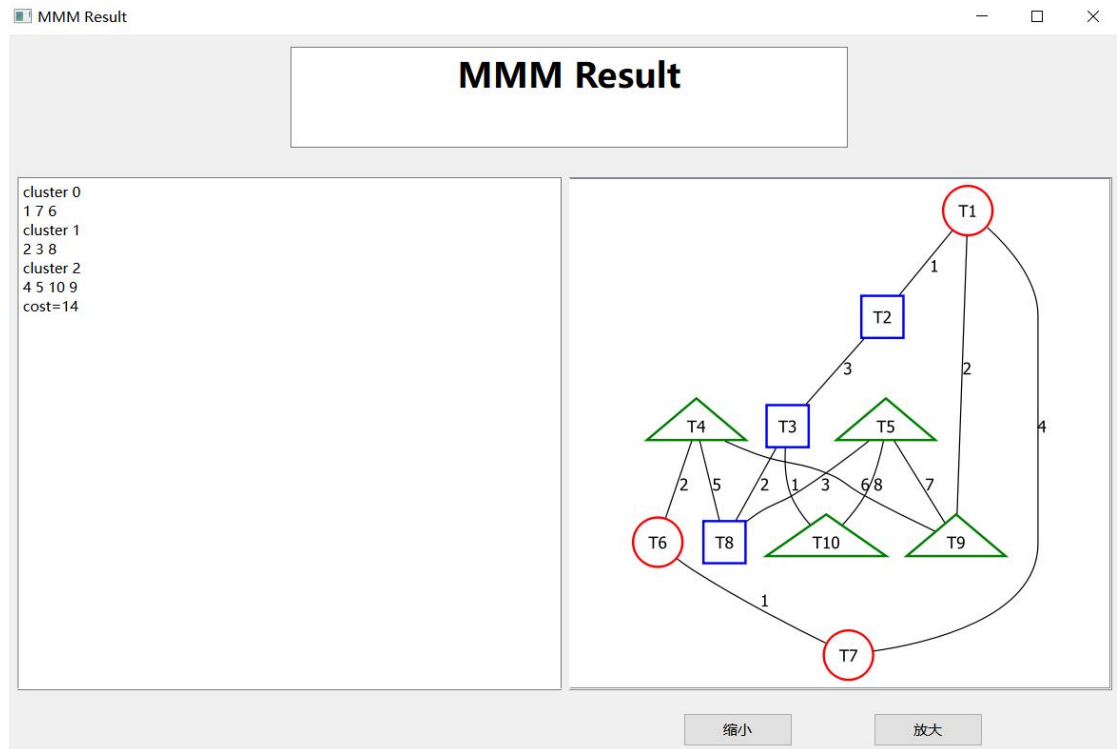 MMM Result
MMM Result
cluster 0
1 7 6
cluster 1
2 3 8
cluster 2
4 5 10 9
cost=14
T1
1
T2
3
2
T4
T3
T5
4
2
5
2
1
3
6
8
7
T6
T8
T10
T9
1
T7
缩小
放大